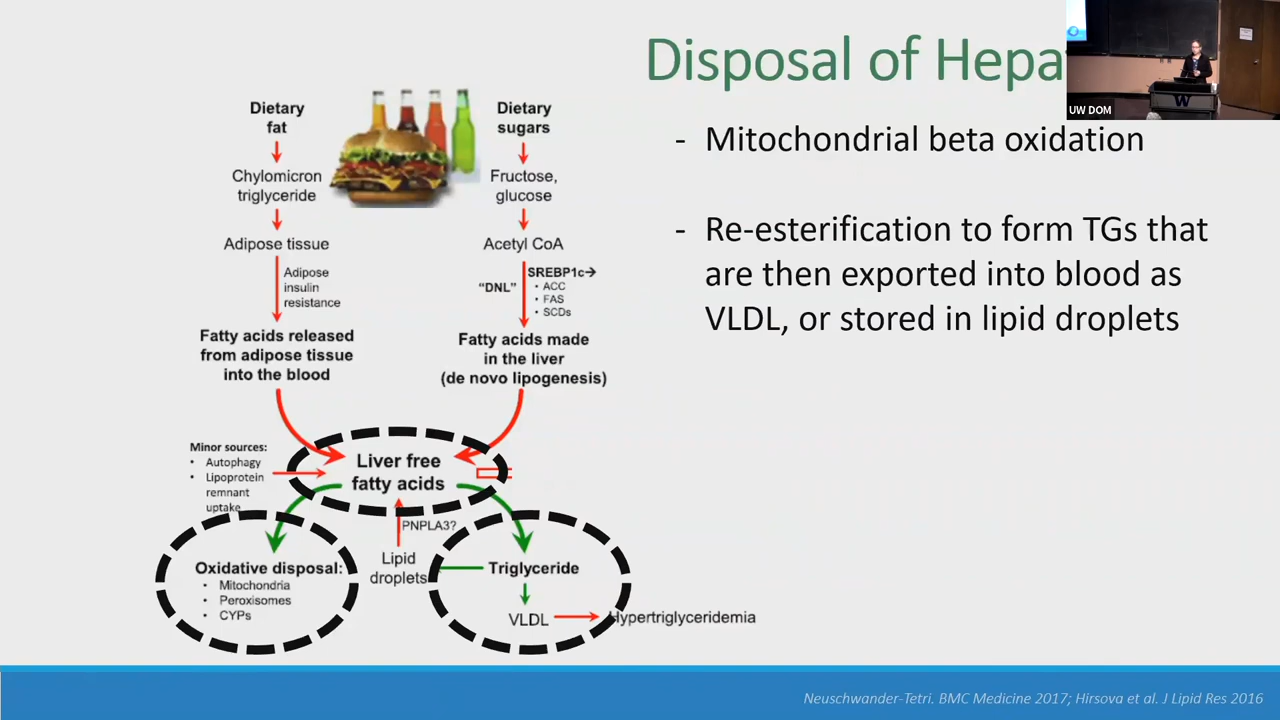 Disposal of Hepa
UW DOM
W
- Mitochondrial beta oxidation
- Re-esterification to form TGs that
are then exported into blood as
VLDL, or stored in lipid droplets
Dietary
fat
Chylomicron
triglyceride
Adipose tissue
Adipose
insulin
resistance
Fatty acids released
from adipose tissue
into the blood
Dietary
sugars
Fructose,
glucose
Acetyl CoA
"DNL"
SREBP1c→
• ACC
• FAS
• SCDs
Fatty acids made
in the liver
(de novo lipogenesis)
Minor sources:
• Autophagy
• Lipoprotein
remnant
uptake
Liver free
fatty acids
PNPLA3?
Lipid
droplets
Oxidative disposal:
• Mitochondria
• Peroxisomes
• CYPs
Triglyceride
VLDL
Hypertriglyceridemia
Neuschwander-Tetri. BMC Medicine 2017; Hirsova et al. J Lipid Res 2016